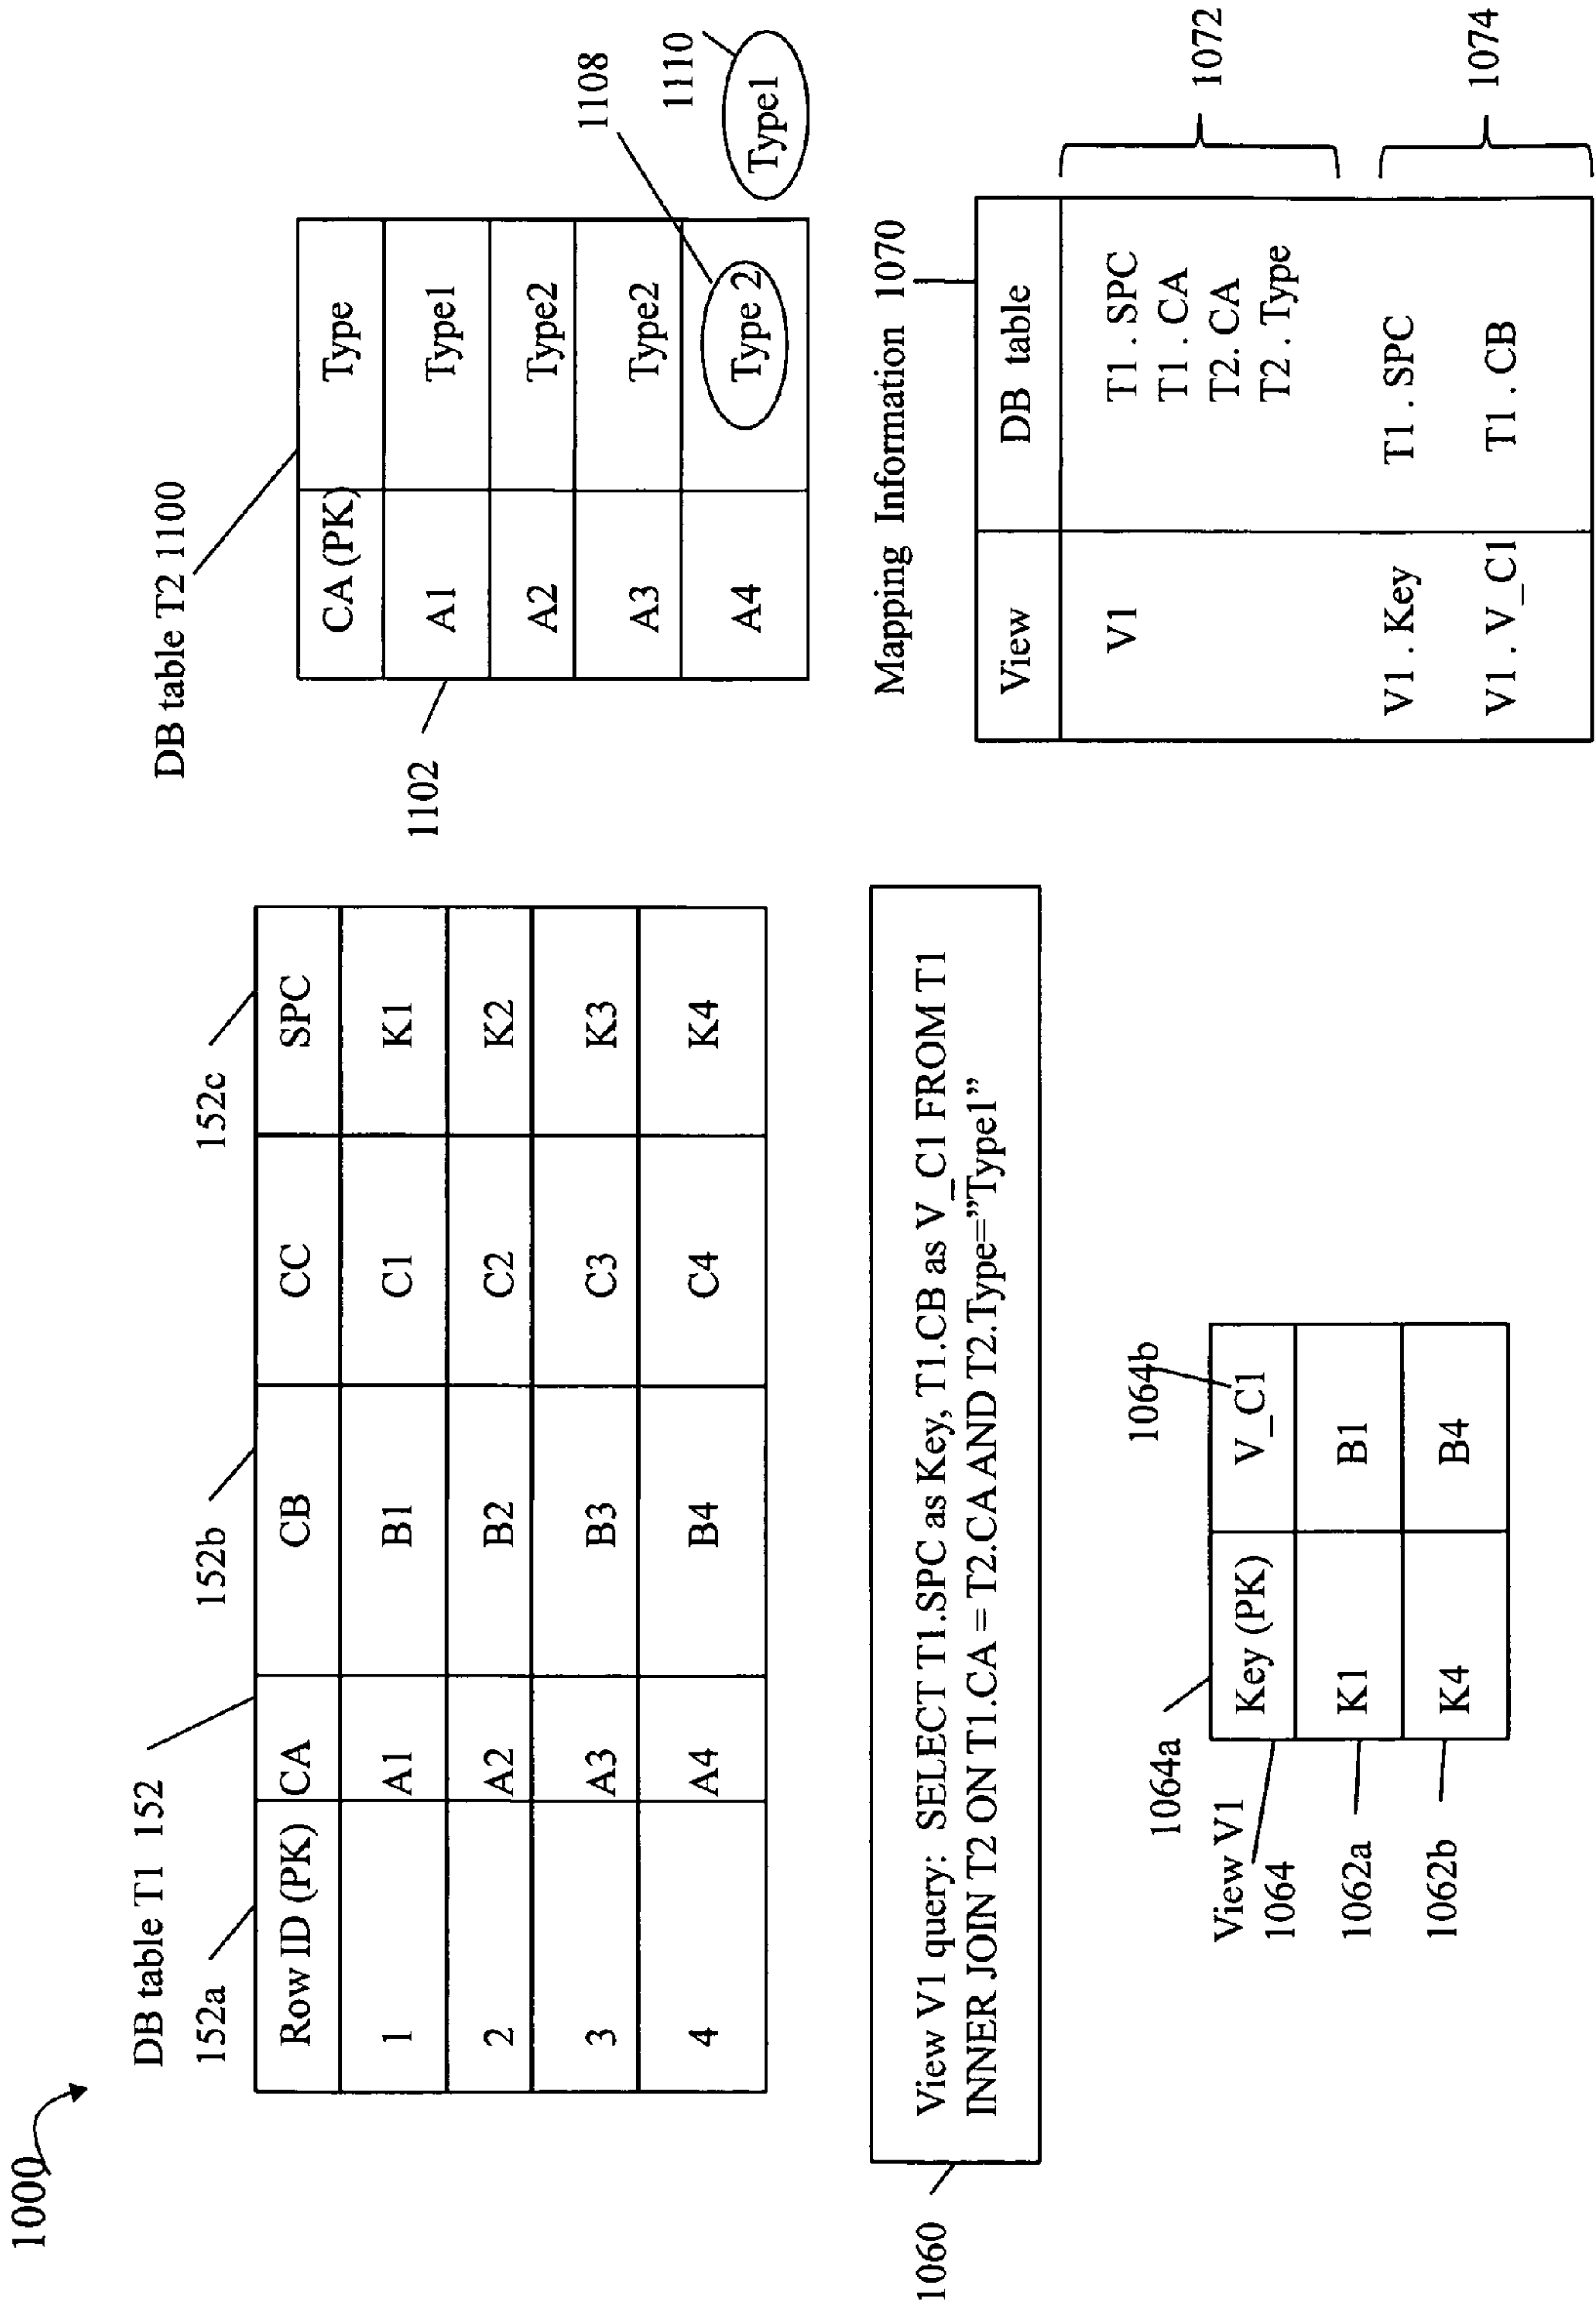 1000
DB table T1 152
152a
152b
152c
Row ID (PK) CA CB CC SPC
1 A1 B1 C1 K1
2 A2 B2 C2 K2
3 A3 B3 C3 K3
4 A4 B4 C4 K4
DB table T2 1100
1102
CA (PK) Type
A1 Type1
A2 Type2
A3 Type2
A4 Type 2
1108
1110
Type1
1060
View V1 query: SELECT T1.SPC as Key, T1.CB as V_C1 FROM T1
INNER JOIN T2 ON T1.CA = T2.CA AND T2.Type=”Type1”
Mapping Information 1070
View DB table
V1 T1 . SPC
T1 . CA
T2. CA
T2 . Type
V1 . Key T1 . SPC
V1 . V_C1 T1 . CB
1072
1074
1064a
1064b
View V1
1064
Key (PK) V_C1
1062a
K1 B1
1062b
K4 B4